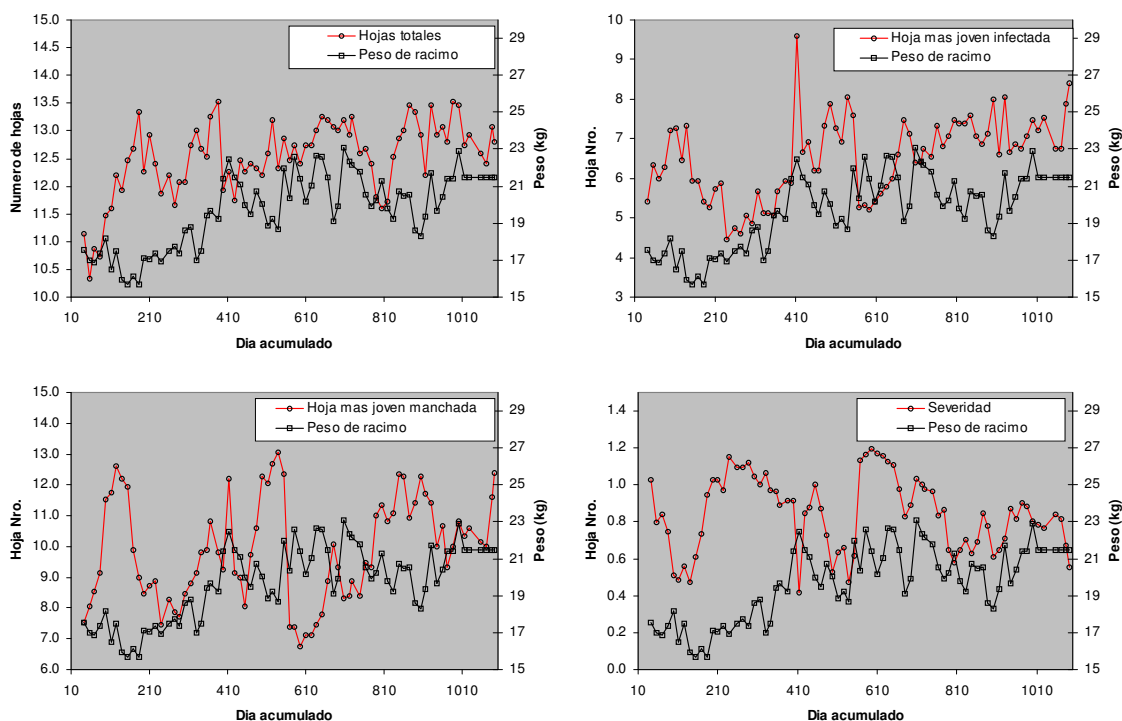 Hojas totales
Peso de racimo
Numero de hojas
15.0
14.5
14.0
13.5
13.0
12.5
12.0
11.5
11.0
10.5
10.0
Peso (kg)
29
27
25
23
21
19
17
15
10 210 410 610 810 1010
Dia acumulado
Hoja mas joven infectada
Peso de racimo
Hoja Nro.
10
9
8
7
6
5
4
3
Peso (kg)
29
27
25
23
21
19
17
15
10 210 410 610 810 1010
Dia acumulado
Hoja mas joven manchada
Peso de racimo
Hoja Nro.
15.0
14.0
13.0
12.0
11.0
10.0
9.0
8.0
7.0
6.0
Peso (kg)
29
27
25
23
21
19
17
15
10 210 410 610 810 1010
Dia acumulado
Severidad
Peso de racimo
Hoja Nro.
1.4
1.2
1.0
0.8
0.6
0.4
0.2
0.0
Peso (kg)
29
27
25
23
21
19
17
15
10 210 410 610 810 1010
Dia acumulado